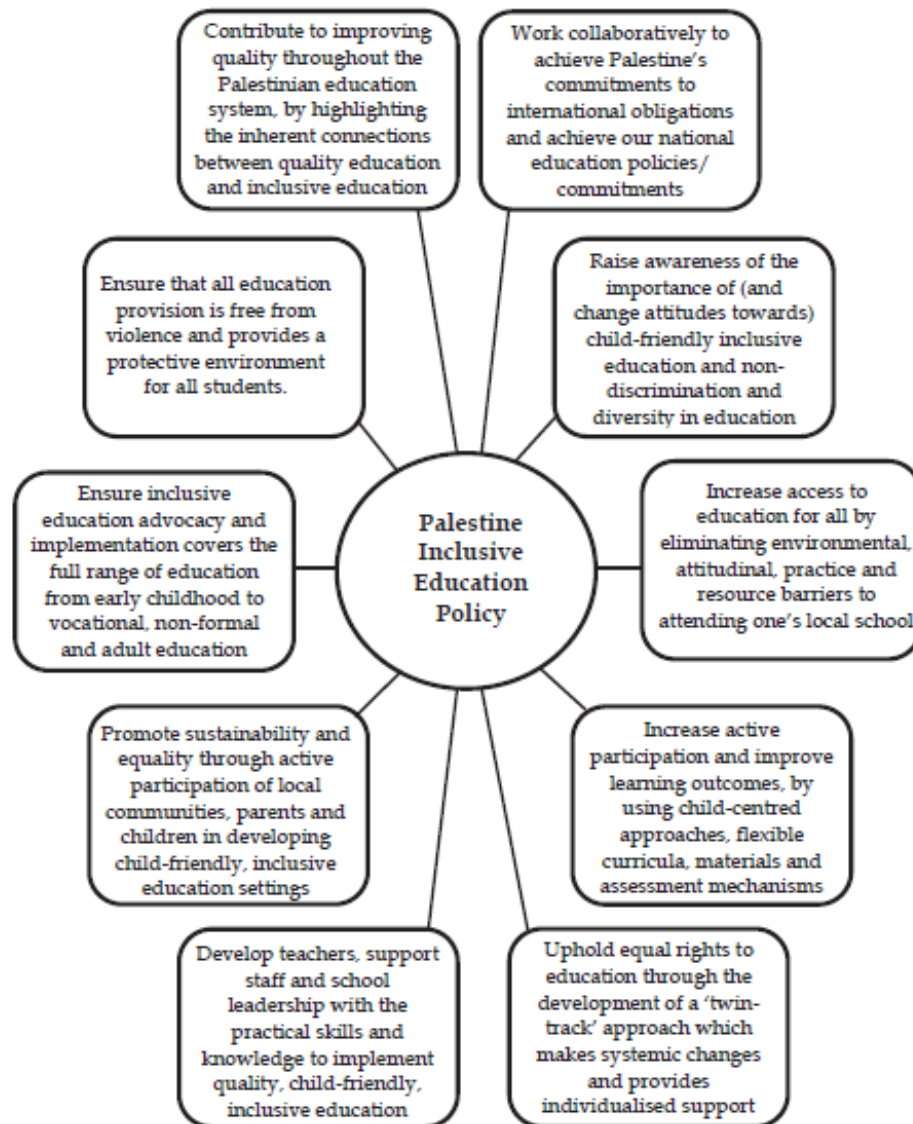 Contribute to improving
quality throughout the
Palestinian education
system, by highlighting
the inherent connections
between quality education
and inclusive education
Work collaboratively to
achieve Palestine's
commitments to
international obligations
and achieve our national
education policies/
commitments
Ensure that all education
provision is free from
violence and provides a
protective environment
for all students.
Raise awareness of the
importance of (and
change attitudes towards)
child-friendly inclusive
education and non-
discrimination and
diversity in education
Ensure inclusive
education advocacy and
implementation covers the
full range of education
from early childhood to
vocational, non-formal
and adult education
Palestine
Inclusive
Education
Policy
Increase access to
education for all by
eliminating environmental,
attitudinal, practice and
resource barriers to
attending one's local school
Promote sustainability and
equality through active
participation of local
communities, parents and
children in developing
child-friendly, inclusive
education settings
Increase active
participation and improve
learning outcomes, by
using child-centred
approaches, flexible
curricula, materials and
assessment mechanisms
Develop teachers, support
staff and school
leadership with the
practical skills and
knowledge to implement
quality, child-friendly,
inclusive education
Uphold equal rights to
education through the
development of a 'twin-
track' approach which
makes systemic changes
and provides
individualised support